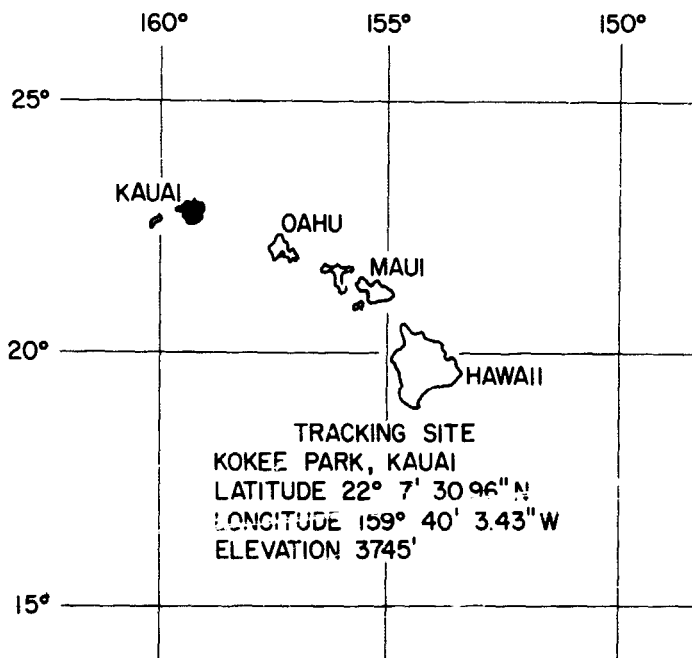 160° 155° 150°
25°
KAUAI
OAHU
MAUI
20°
HAWAII
TRACKING SITE
KOKEE PARK, KAUAI
LATITUDE 22° 7' 30.96" N
LONGITUDE 159° 40' 3.43" W
ELEVATION 3745'
15°